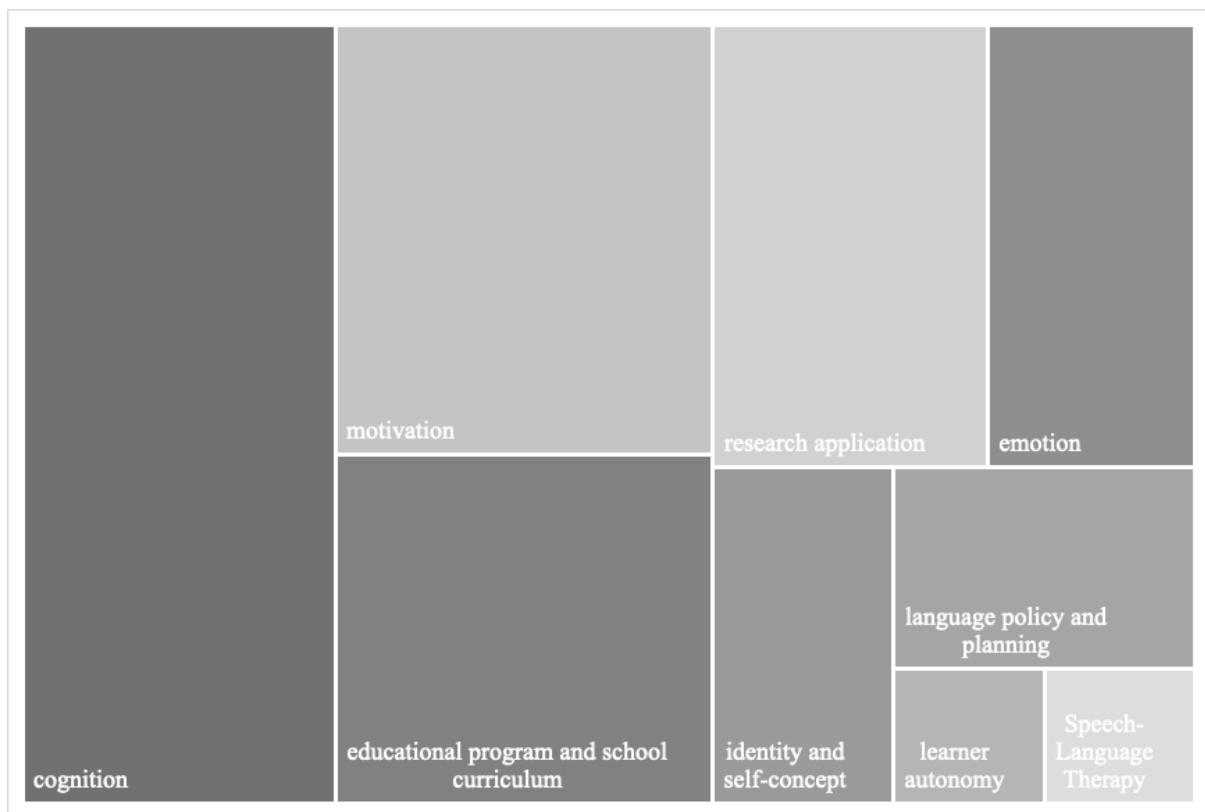 motivation
research application
emotion
language policy and
planning
cognition
educational program and school
curriculum
identity and
self-concept
learner
autonomy
Speech-
Language
Therapy